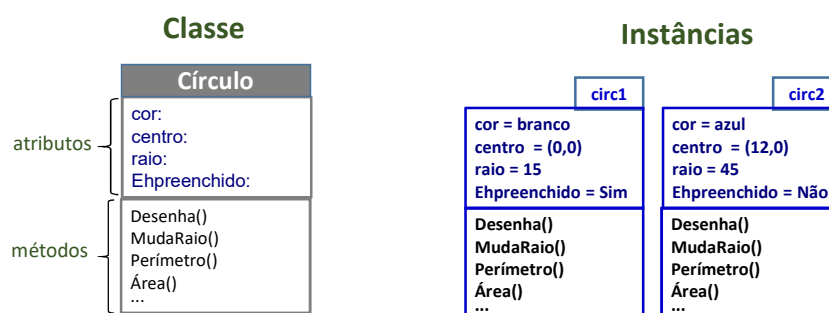 Classe
Círculo
atributos
cor:
centro:
raio:
Ehpreenchido:
métodos
Desenha()
MudaRaio()
Perímetro()
Área()
...
Instâncias
circ1
cor = branco
centro = (0,0)
raio = 15
Ehpreenchido = Sim
Desenha()
MudaRaio()
Perímetro()
Área()
...
circ2
cor = azul
centro = (12,0)
raio = 45
Ehpreenchido = Não
Desenha()
MudaRaio()
Perímetro()
Área()
...